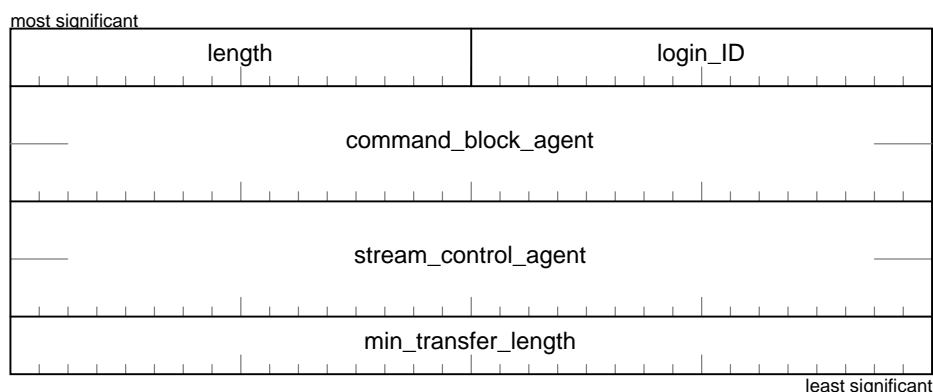 most significant
length login_ID
command_block_agent
stream_control_agent
min_transfer_length
least significant